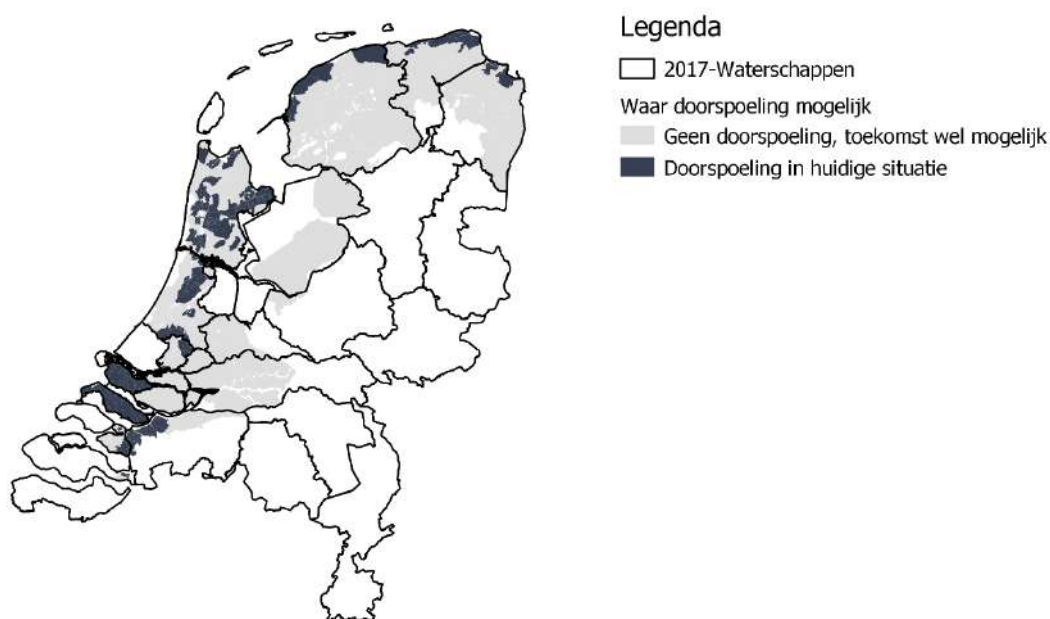 Legenda
2017-Waterschappen
Waar doorspoeling mogelijk
Geen doorspoeling, toekomst wel mogelijk
Doorspoeling in huidige situatie